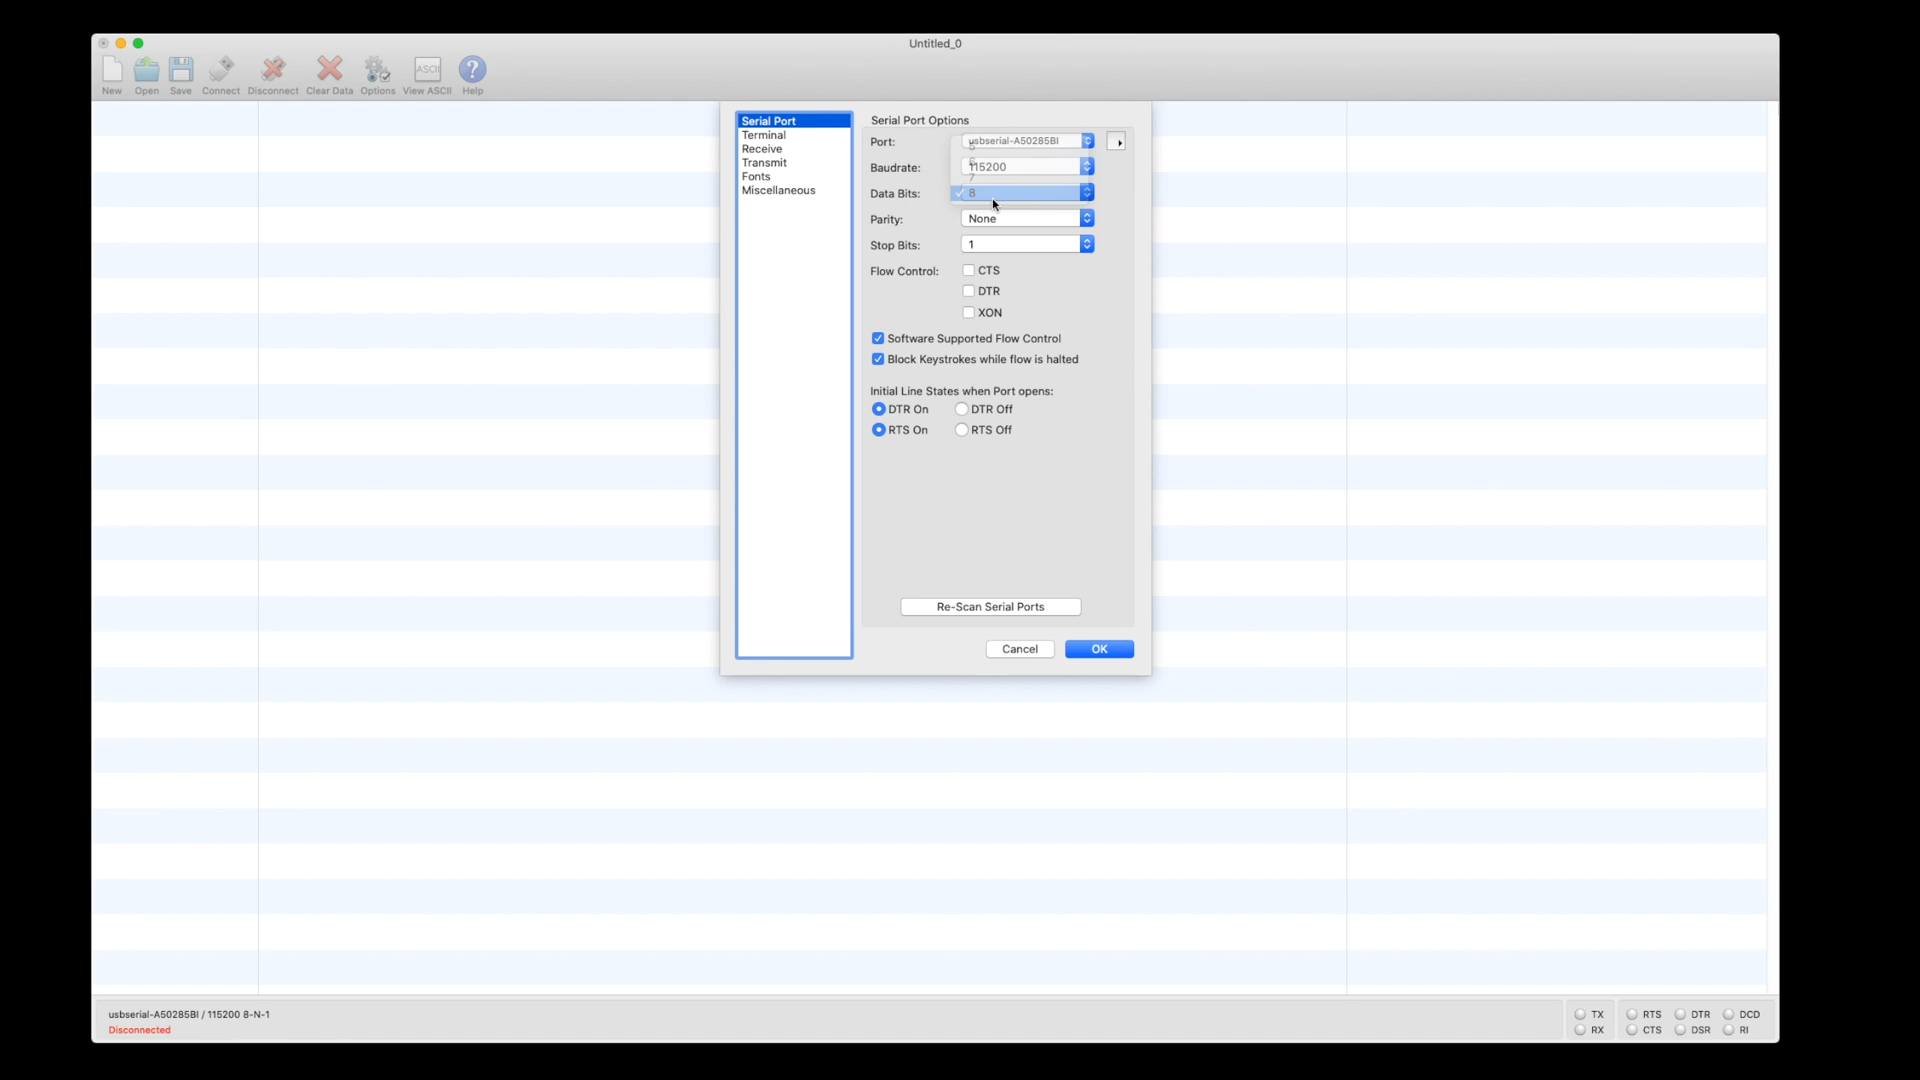 Untitled_0
New Open Save Connect Disconnect Clear Data Options View ASCII Help
ASCII
?
Serial Port
Terminal
Receive
Transmit
Fonts
Miscellaneous
Serial Port Options
Port: usbserial-A50285BI
5
Baudrate: 115200
6
7
Data Bits: 8
Parity: None
Stop Bits: 1
Flow Control: CTS
DTR
XON
Software Supported Flow Control
Block Keystrokes while flow is halted
Initial Line States when Port opens:
DTR On DTR Off
RTS On RTS Off
Re-Scan Serial Ports
Cancel OK
usbserial-A50285BI / 115200 8-N-1
Disconnected
TX RTS DTR DCD
RX CTS DSR RI